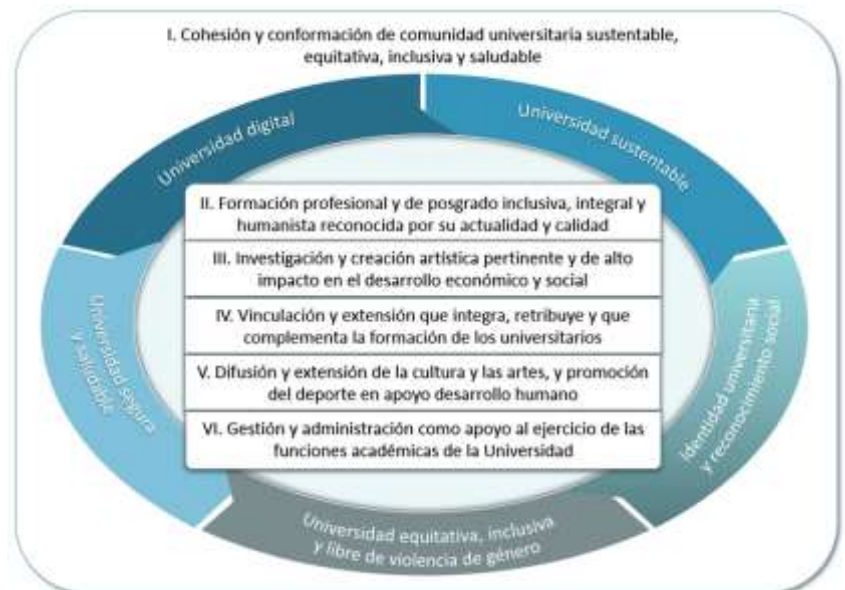 I. Cohesión y conformación de comunidad universitaria sustentable,
equitativa, inclusiva y saludable
Universidad digital
Universidad sustentable
II. Formación profesional y de posgrado inclusiva, integral y
humanista reconocida por su actualidad y calidad
III. Investigación y creación artística pertinente y de alto
impacto en el desarrollo económico y social
IV. Vinculación y extensión que integra, retribuye y que
complementa la formación de los universitarios
V. Difusión y extensión de la cultura y las artes, y promoción
del deporte en apoyo desarrollo humano
VI. Gestión y administración como apoyo al ejercicio de las
funciones académicas de la Universidad
Universidad segura
y saludable
Identidad universitaria
y reconocimiento social
Universidad equitativa, inclusiva
y libre de violencia de género